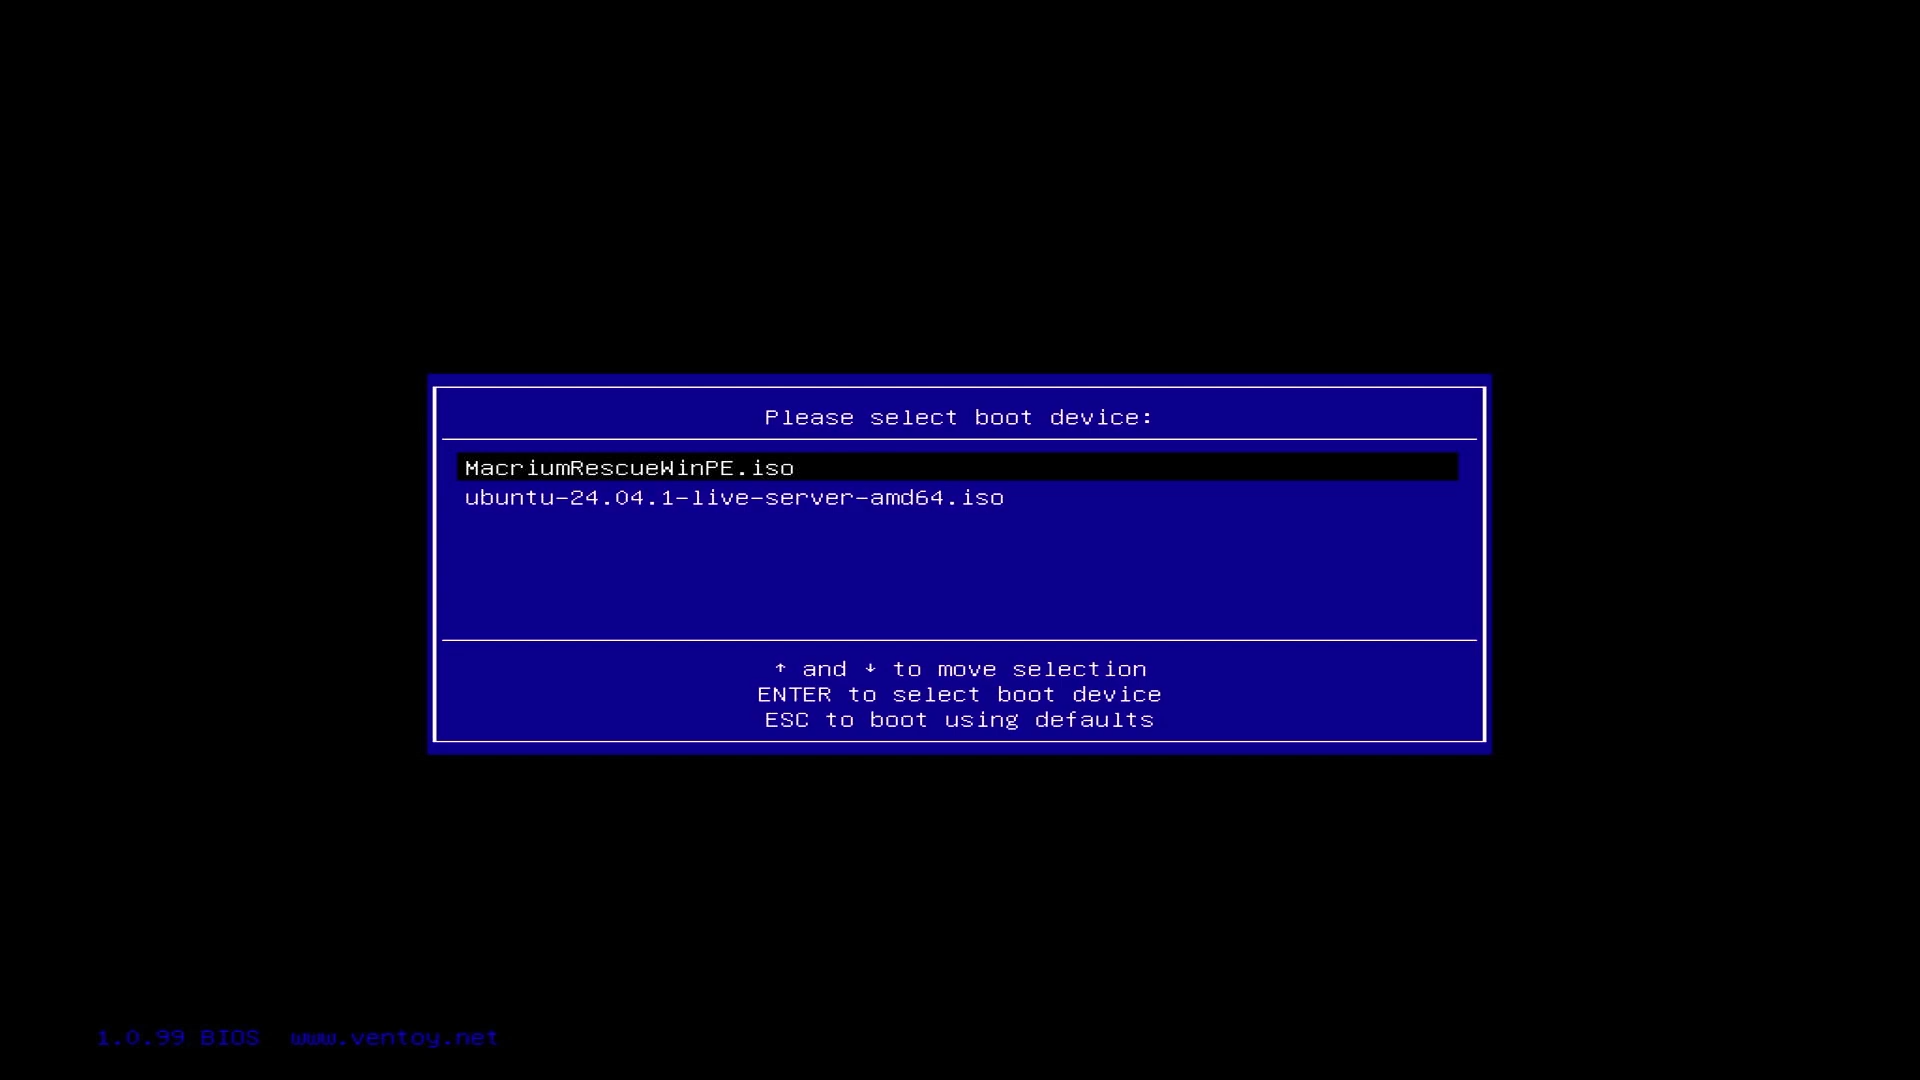 Please select boot device:
MacriumRescueWinPE.iso
ubuntu-24.04.1-live-server-amd64.iso
↑ and ↓ to move selection
ENTER to select boot device
ESC to boot using defaults
1.0.99 BIOS  www.ventoy.net